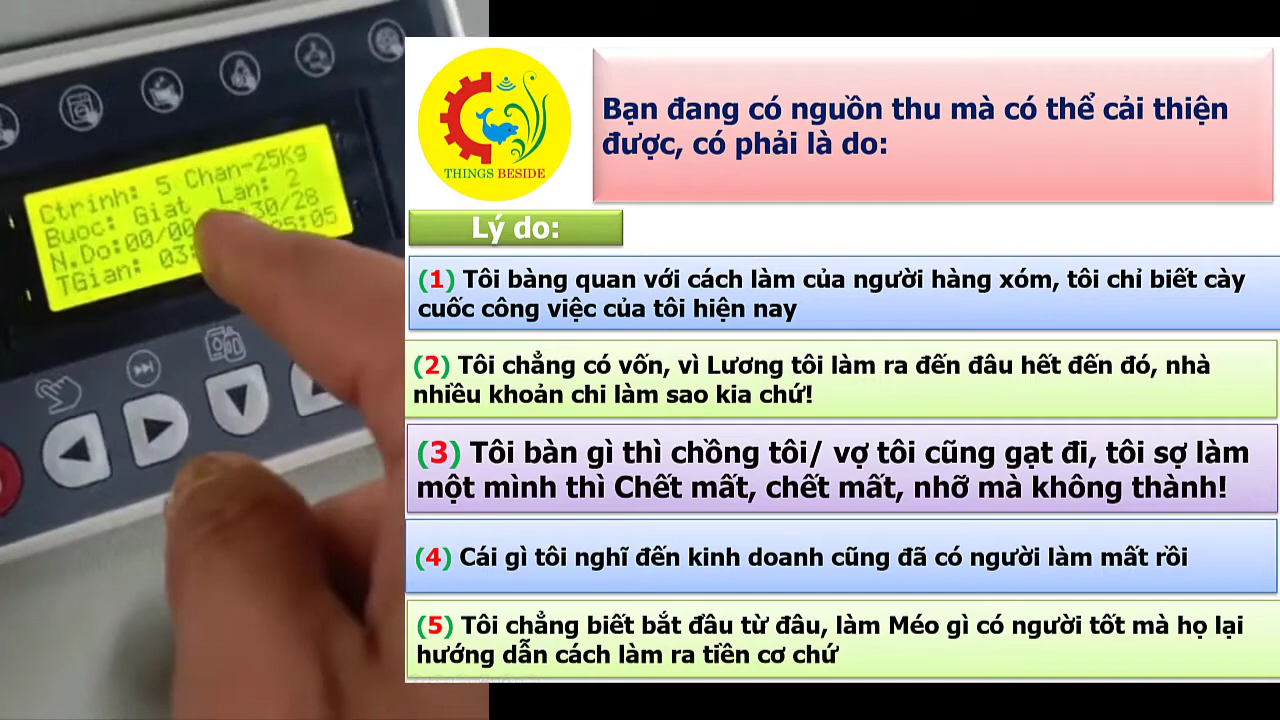 Ctrinh: 5 Chan-25Kg
Buoc: Giat Lan: 2
N.Do:00/00 30/28
TGian: 03: 05:05
THINGS BESIDE
Bạn đang có nguồn thu mà có thể cải thiện
được, có phải là do:
Lý do:
(1) Tôi bàng quan với cách làm của người hàng xóm, tôi chỉ biết cày
cuốc công việc của tôi hiện nay
(2) Tôi chẳng có vốn, vì Lương tôi làm ra đến đâu hết đến đó, nhà
nhiều khoản chi làm sao kia chứ!
(3) Tôi bàn gì thì chồng tôi/ vợ tôi cũng gạt đi, tôi sợ làm
một mình thì Chết mất, chết mất, nhỡ mà không thành!
(4) Cái gì tôi nghĩ đến kinh doanh cũng đã có người làm mất rồi
(5) Tôi chẳng biết bắt đầu từ đâu, làm Méo gì có người tốt mà họ lại
hướng dẫn cách làm ra tiền cơ chứ